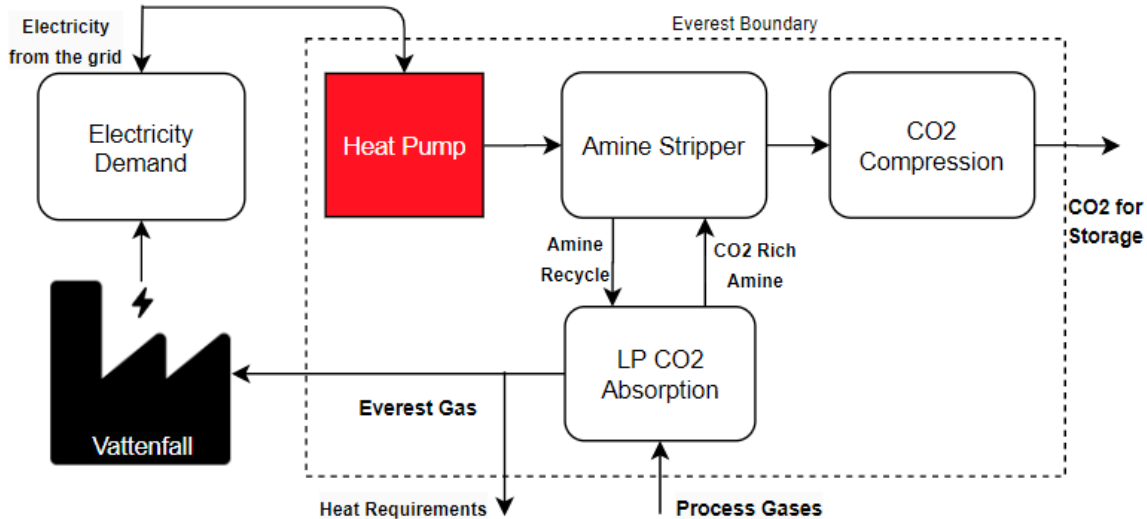 Everest Boundary
Electricity
from the grid
Electricity
Demand
Heat Pump
Amine Stripper
CO2
Compression
CO2 for
Storage
Amine
Recycle
CO2 Rich
Amine
LP CO2
Absorption
Everest Gas
Vattenfall
Heat Requirements
Process Gases